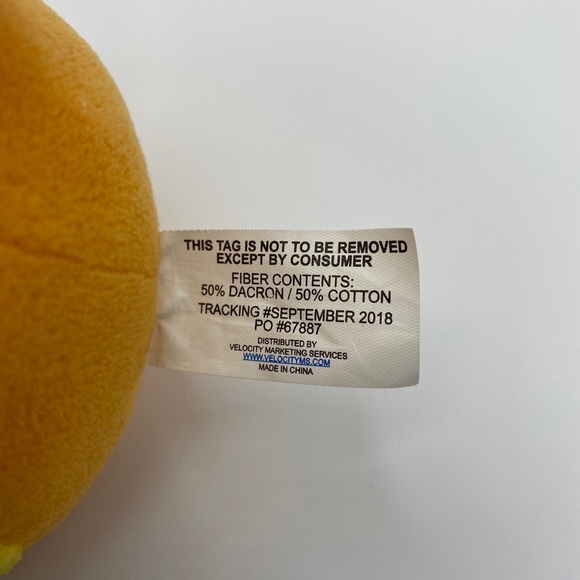 THIS TAG IS NOT TO BE REMOVED
EXCEPT BY CONSUMER
FIBER CONTENTS:
50% DACRON / 50% COTTON
TRACKING #SEPTEMBER 2018
PO #67887
DISTRIBUTED BY
VELOCITY MARKETING SERVICES
WWW.VELOCITYMS.COM
MADE IN CHINA